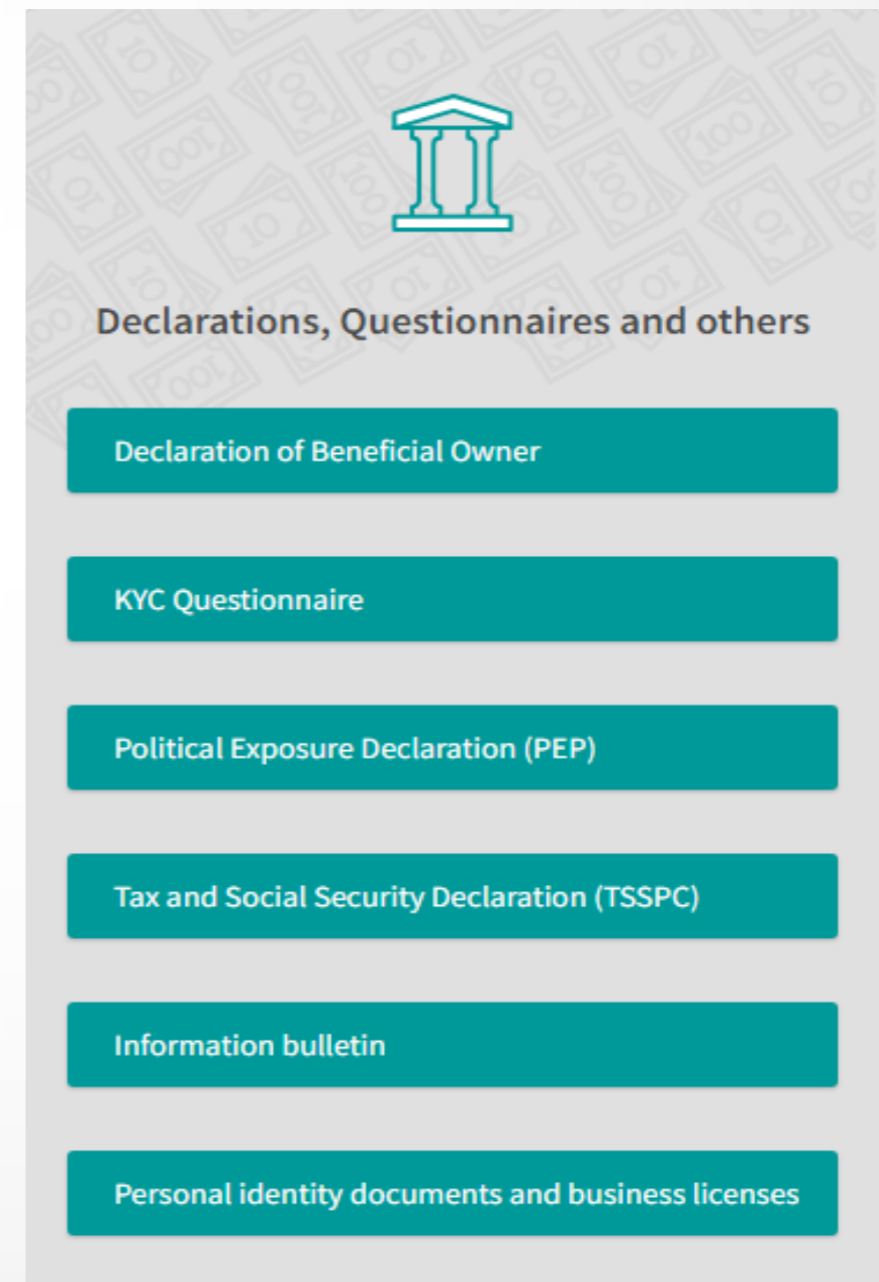 Declarations, Questionnaires and others
Declaration of Beneficial Owner
KYC Questionnaire
Political Exposure Declaration (PEP)
Tax and Social Security Declaration (TSSPC)
Information bulletin
Personal identity documents and business licenses